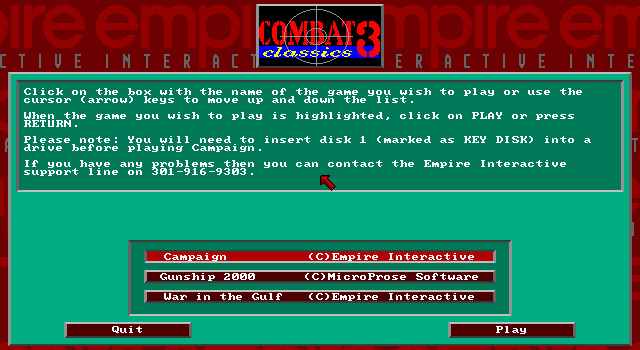 pire empire empire em
CTIVE INTERACTIVE INTE
COMBAT 3
classics
Click on the box with the name of the game you wish to play or use the
cursor (arrow) keys to move up and down the list.
When the game you wish to play is highlighted, click on PLAY or press
RETURN.
Please note: You will need to insert disk 1 (marked as KEY DISK) into a
drive before playing Campaign.
If you have any problems then you can contact the Empire Interactive
support line on 301-916-9303.
Campaign (C)Empire Interactive
Gunship 2000 (C)MicroProse Software
War in the Gulf (C)Empire Interactive
Quit Play